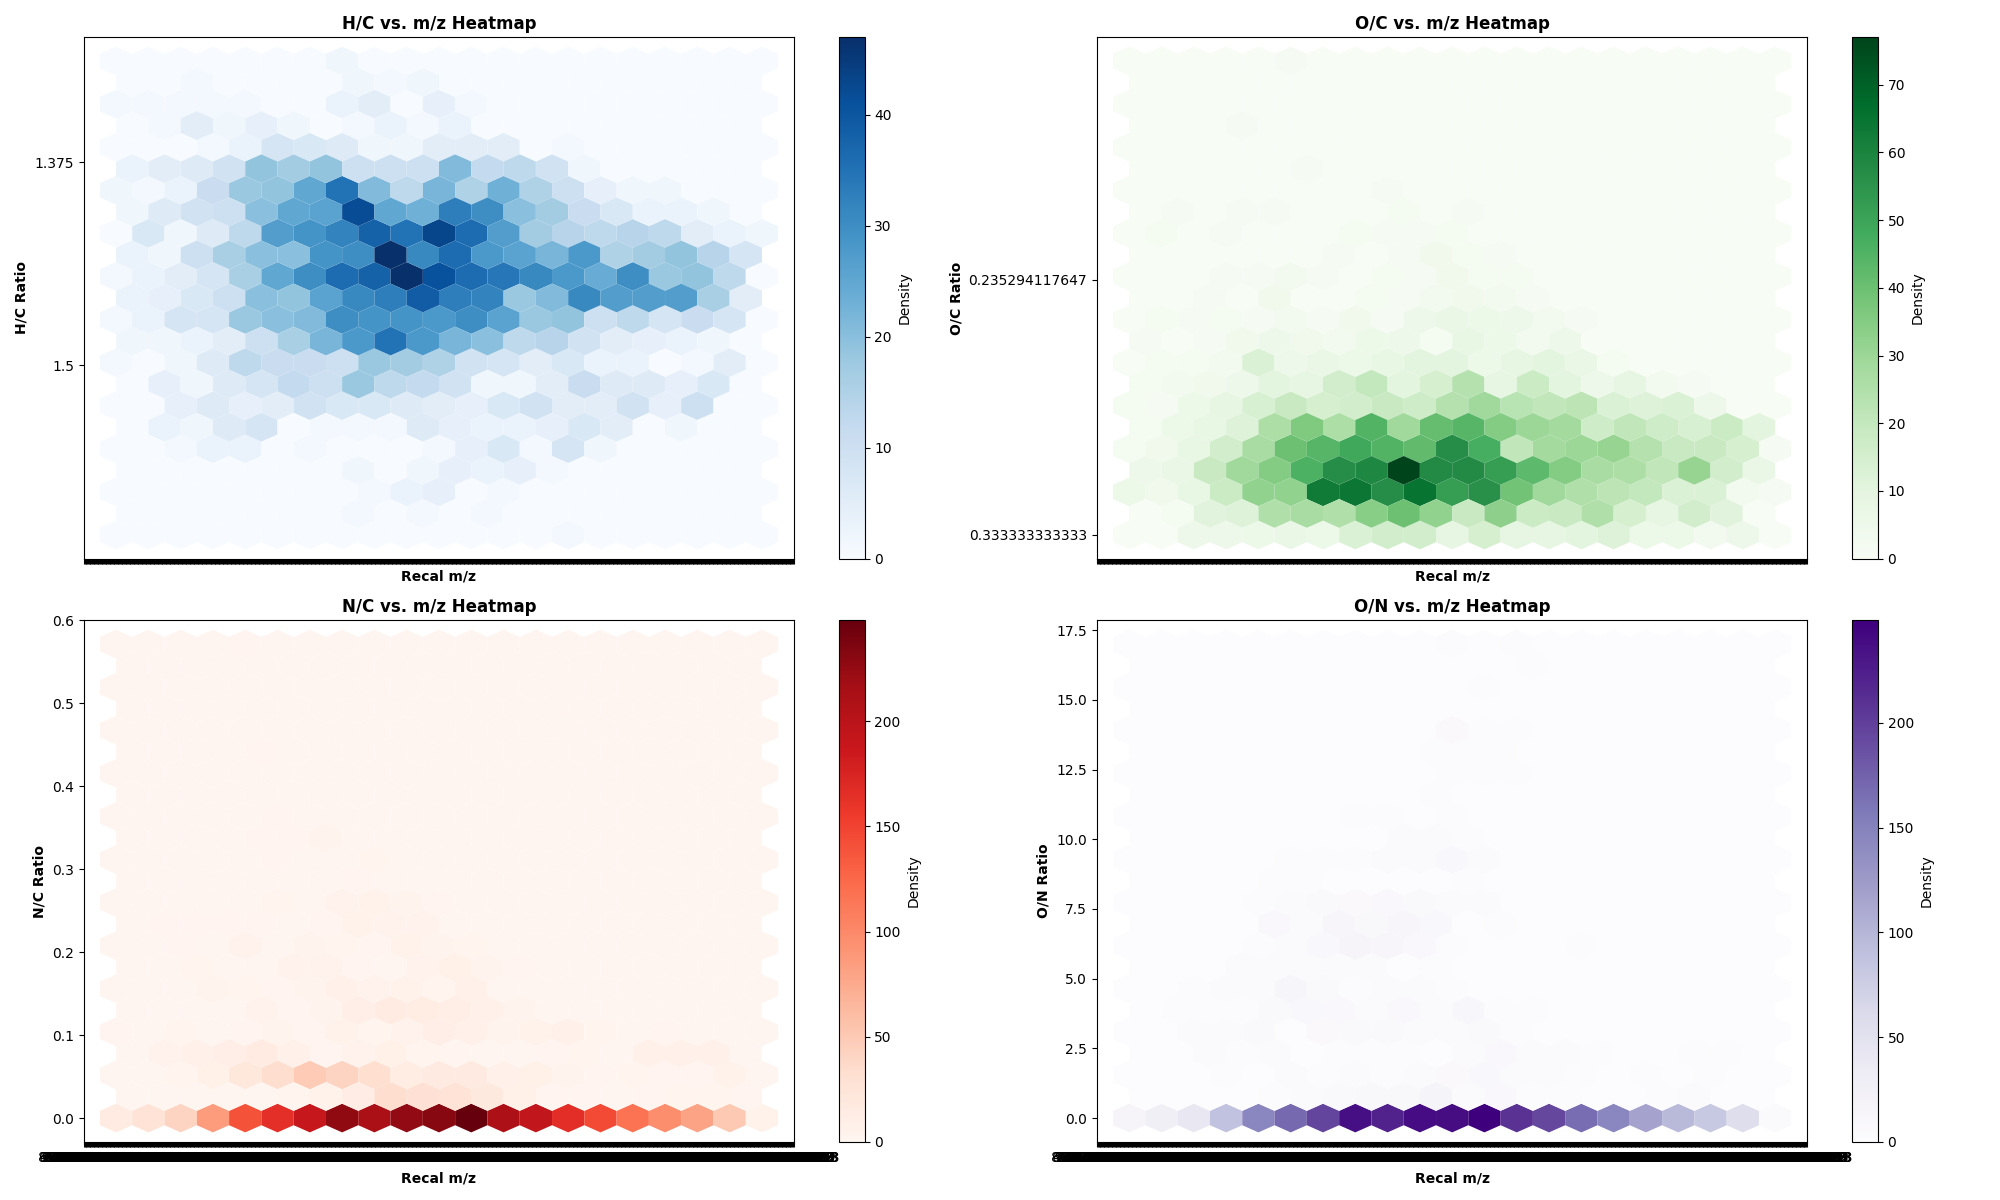 H/C vs. m/z Heatmap
H/C Ratio
1.375
1.5
Recal m/z
40
30
20
10
0
Density
O/C vs. m/z Heatmap
O/C Ratio
0.235294117647
0.333333333333
Recal m/z
70
60
50
40
30
20
10
0
Density
N/C vs. m/z Heatmap
N/C Ratio
0.6
0.5
0.4
0.3
0.2
0.1
0.0
Recal m/z
200
150
100
50
0
Density
O/N vs. m/z Heatmap
O/N Ratio
17.5
15.0
12.5
10.0
7.5
5.0
2.5
0.0
Recal m/z
200
150
100
50
0
Density